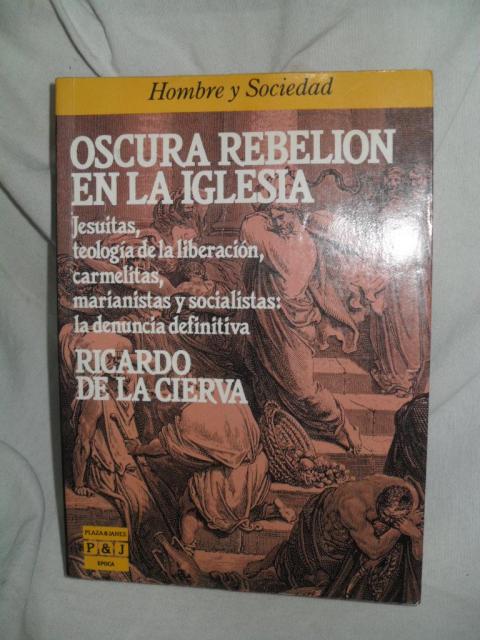 Hombre y Sociedad
OSCURA REBELION
EN LA IGLESIA
Jesuitas,
teología de la liberación,
carmelitas,
marianistas y socialistas:
la denuncia definitiva
RICARDO
DE LA CIERVA
PLAZA & JANES
P & J
EPOCA